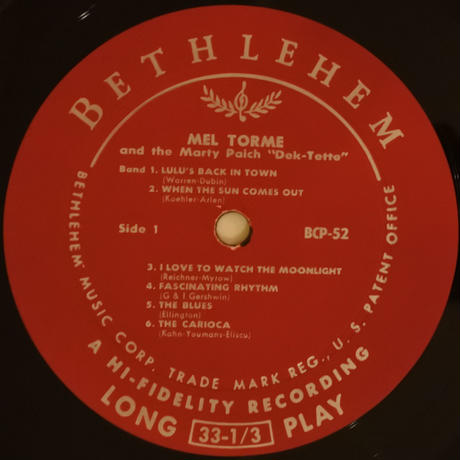 BETHLEHEM
MEL TORME
and the Marty Paich "Dek-Tette"
Band 1. LULU'S BACK IN TOWN
(Warren-Dubin)
2. WHEN THE SUN COMES OUT
(Koehler-Arlen)
Side 1
BCP-52
3. I LOVE TO WATCH THE MOONLIGHT
(Reichner-Myrow)
4. FASCINATING RHYTHM
(G & I Gershwin)
5. THE BLUES
(Ellington)
6. THE CARIOCA
(Kahn-Youmans-Eliscu)
BETHLEHEM MUSIC CORP. TRADE MARK REG., U. S. PATENT OFFICE
A HI-FIDELITY RECORDING
LONG 33-1/3 PLAY